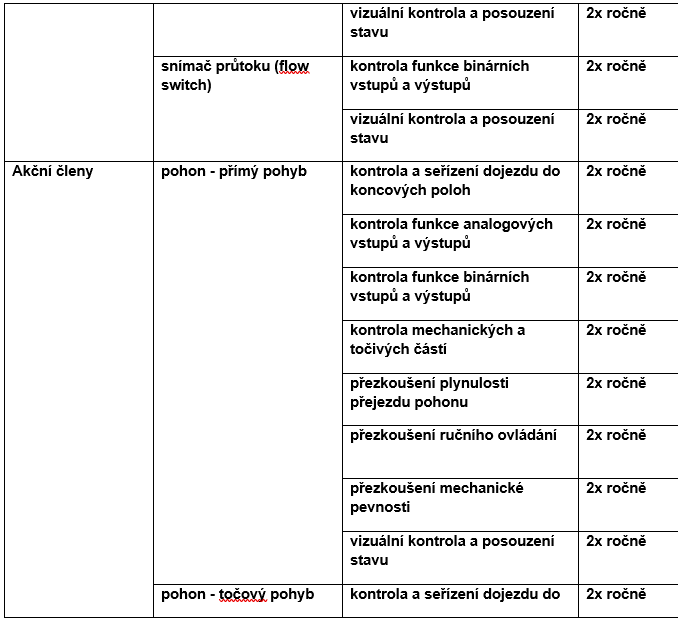 vizuální kontrola a posouzení 2x ročně
stavu
snímač průtoku (flow kontrola funkce binárních 2x ročně
switch) vstupů a výstupů
vizuální kontrola a posouzení 2x ročně
stavu
Akční členy pohon - přímý pohyb kontrola a seřízení dojezdu do 2x ročně
koncových poloh
kontrola funkce analogových 2x ročně
vstupů a výstupů
kontrola funkce binárních 2x ročně
vstupů a výstupů
kontrola mechanických a 2x ročně
točivých částí
přezkoušení plynulosti 2x ročně
přejezdu pohonu
přezkoušení ručního ovládání 2x ročně
přezkoušení mechanické 2x ročně
pevnosti
vizuální kontrola a posouzení 2x ročně
stavu
pohon - točový pohyb kontrola a seřízení dojezdu do 2x ročně